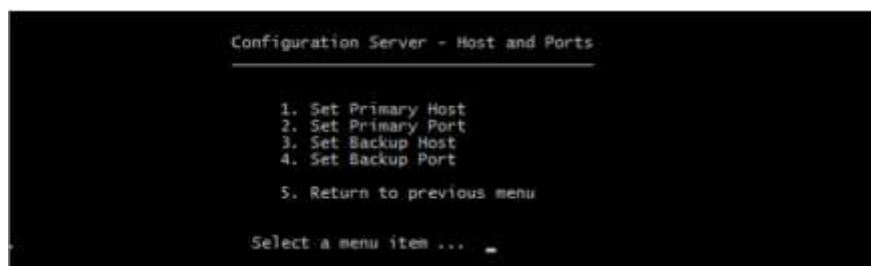 Configuration Server - Host and Ports
1. Set Primary Host
2. Set Primary Port
3. Set Backup Host
4. Set Backup Port
5. Return to previous menu
Select a menu item ... _